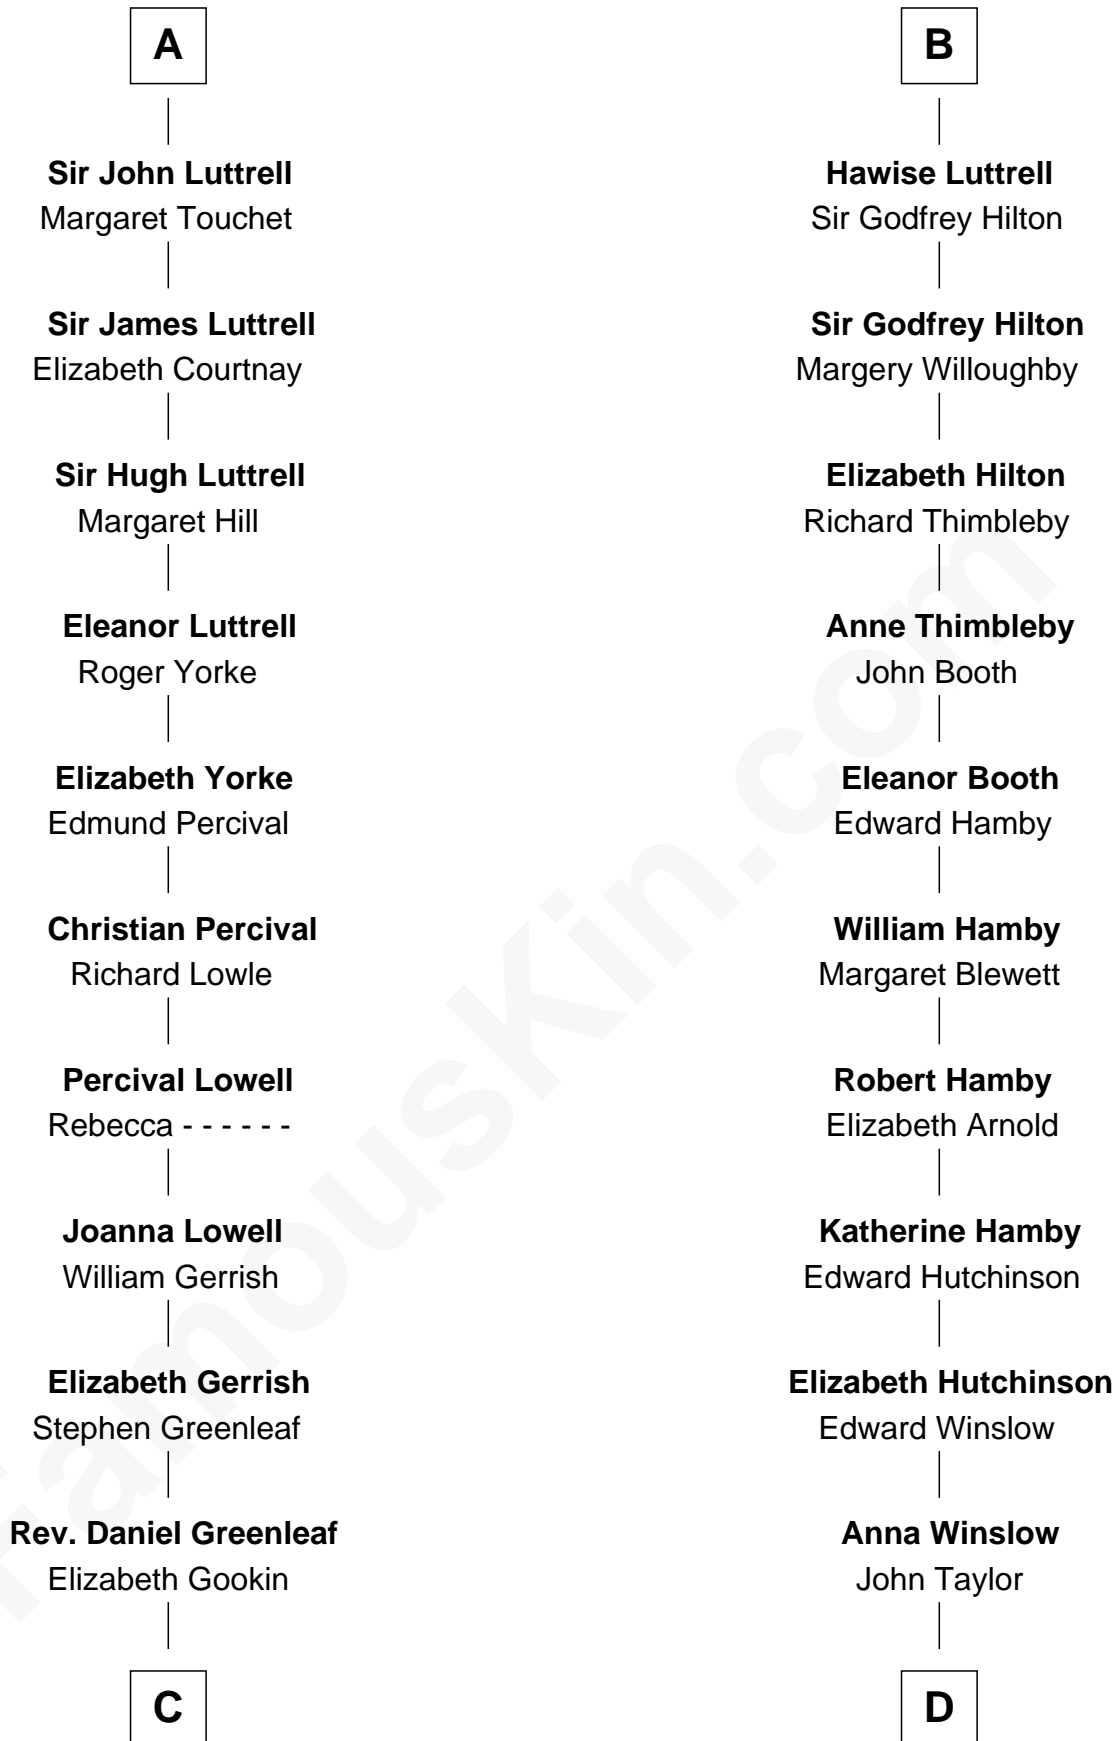 A
Sir John Luttrell
Margaret Touchet
Sir James Luttrell
Elizabeth Courtnay
Sir Hugh Luttrell
Margaret Hill
Eleanor Luttrell
Roger Yorke
Elizabeth Yorke
Edmund Percival
Christian Percival
Richard Lowle
Percival Lowell
Rebecca - - - - - -
Joanna Lowell
William Gerrish
Elizabeth Gerrish
Stephen Greenleaf
Rev. Daniel Greenleaf
Elizabeth Gookin
C
B
Hawise Luttrell
Sir Godfrey Hilton
Sir Godfrey Hilton
Margery Willoughby
Elizabeth Hilton
Richard Thimbleby
Anne Thimbleby
John Booth
Eleanor Booth
Edward Hamby
William Hamby
Margaret Blewett
Robert Hamby
Elizabeth Arnold
Katherine Hamby
Edward Hutchinson
Elizabeth Hutchinson
Edward Winslow
Anna Winslow
John Taylor
D
FamousKin.com